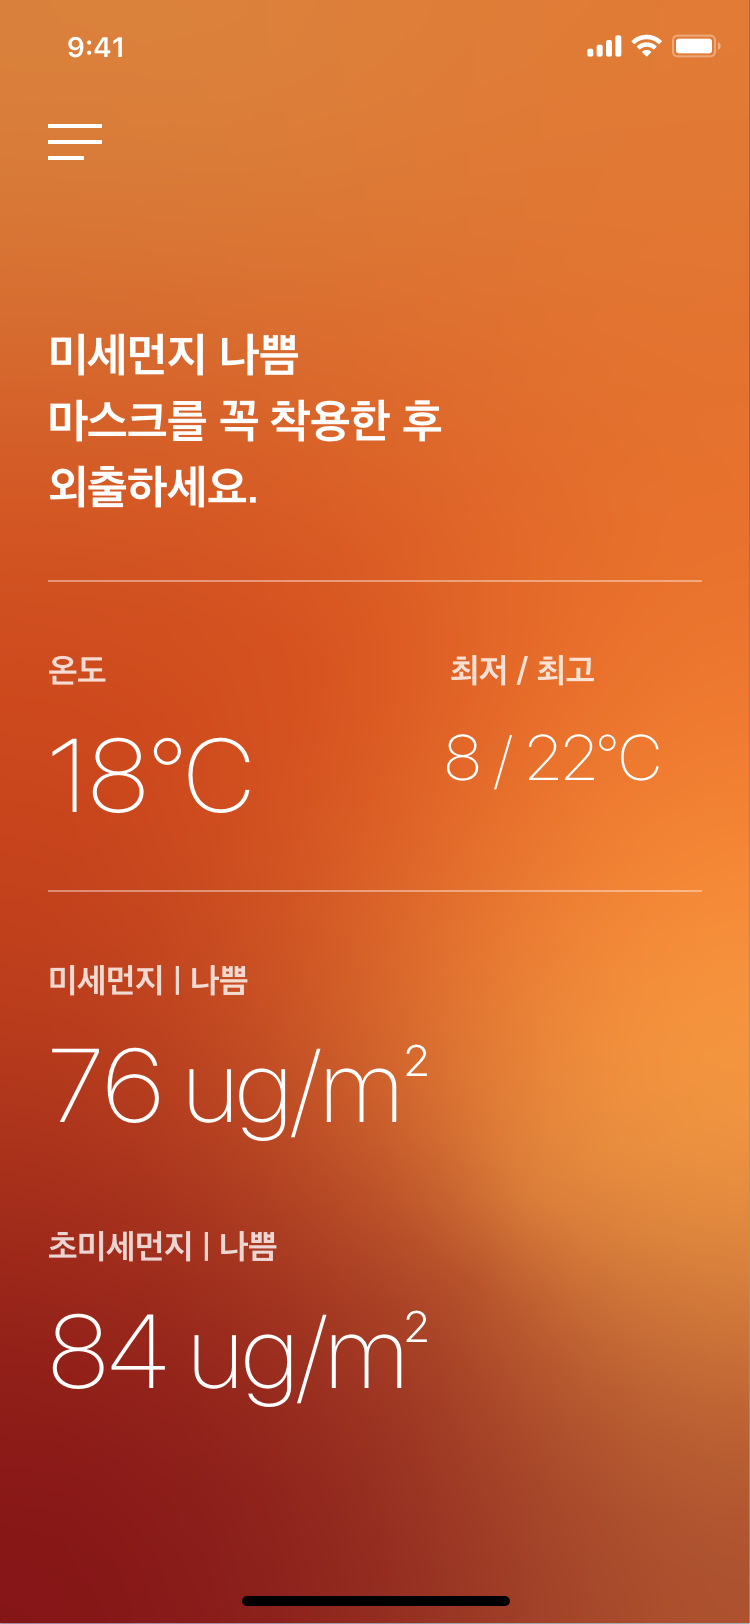 9:41
미세먼지 나쁨
마스크를 꼭 착용한 후
외출하세요.
온도
최저 / 최고
18°C
8 / 22°C
미세먼지 | 나쁨
76 ug/m²
초미세먼지 | 나쁨
84 ug/m²